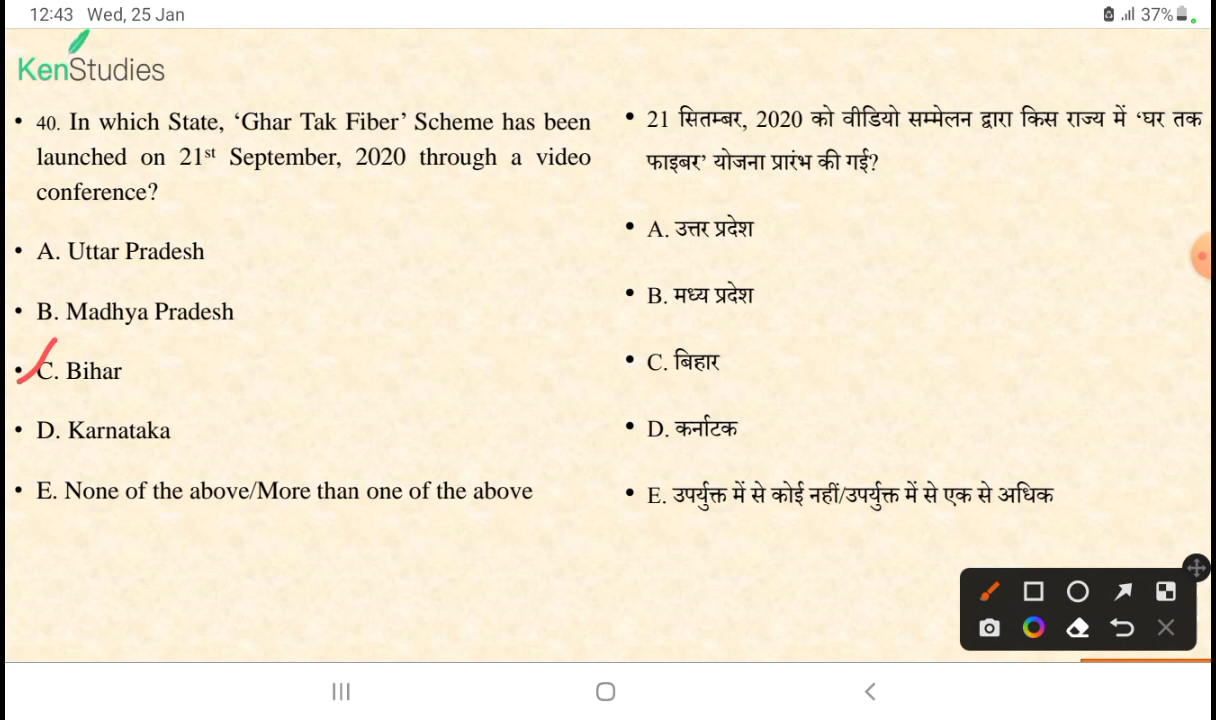 12:43 Wed, 25 Jan
37%
KenStudies
• 40. In which State, ‘Ghar Tak Fiber’ Scheme has been
launched on 21st September, 2020 through a video
conference?
• A. Uttar Pradesh
• B. Madhya Pradesh
• C. Bihar
• D. Karnataka
• E. None of the above/More than one of the above
• 21 सितम्बर, 2020 को वीडियो सम्मेलन द्वारा किस राज्य में ‘घर तक
फाइबर’ योजना प्रारंभ की गई?
• A. उत्तर प्रदेश
• B. मध्य प्रदेश
• C. बिहार
• D. कर्नाटक
• E. उपर्युक्त में से कोई नहीं/उपर्युक्त में से एक से अधिक